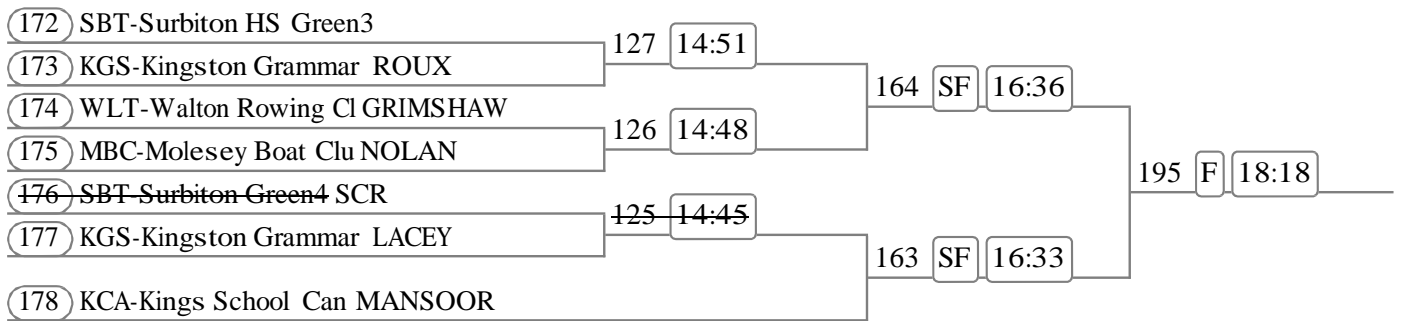 172 SBT-Surbiton HS Green3
127 14:51
173 KGS-Kingston Grammar ROUX
164 SF 16:36
174 WLT-Walton Rowing Cl GRIMSHAW
126 14:48
175 MBC-Molesey Boat Clu NOLAN
195 F 18:18
176 SBT-Surbiton Green4 SCR
125 14:45
177 KGS-Kingston Grammar LACEY
163 SF 16:33
178 KCA-Kings School Can MANSOOR